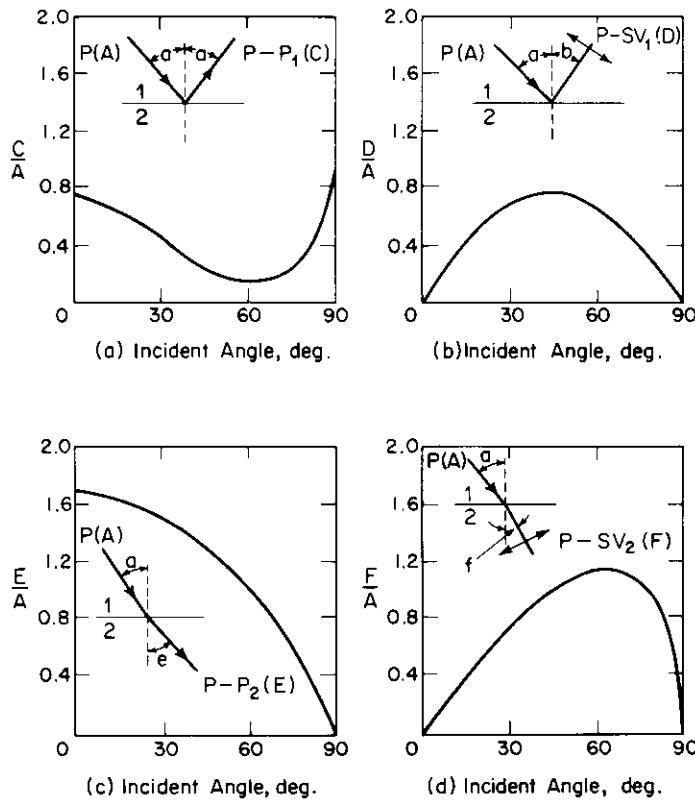 2.0
1.6
1.2
0.8
0.4
C
A
P(A)
a
a
P-P₁(C)
1
2
0
30
60
90
(a) Incident Angle, deg.
2.0
1.6
1.2
0.8
0.4
D
A
P(A)
a
b
P-SV₁(D)
1
2
0
30
60
90
(b)Incident Angle, deg.
2.0
1.6
1.2
0.8
0.4
E
A
P(A)
a
1
2
e
P-P₂(E)
0
30
60
90
(c) Incident Angle, deg.
2.0
1.6
1.2
0.8
0.4
F
A
P(A)
a
1
2
f
P-SV₂(F)
0
30
60
90
(d) Incident Angle, deg.